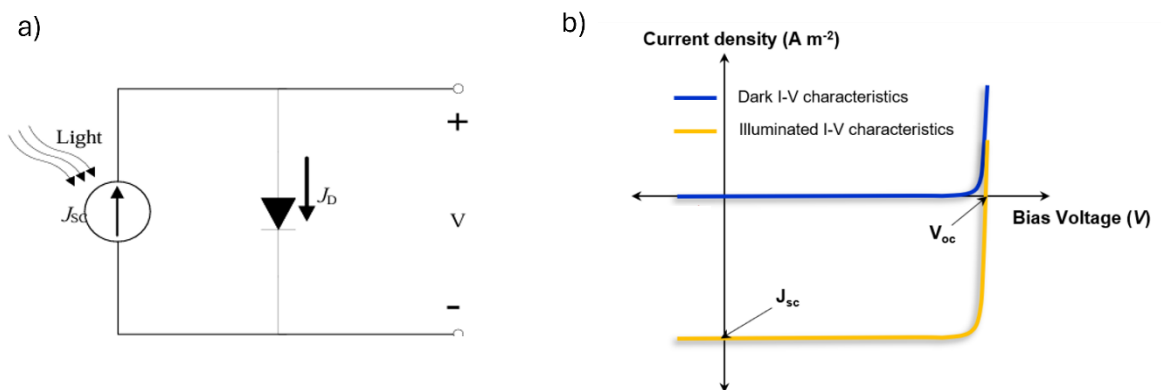 a)
Light
J_SC
J_D
+
V
-
b)
Current density (A m⁻²)
Dark I-V characteristics
Illuminated I-V characteristics
Bias Voltage (V)
V_oc
J_sc